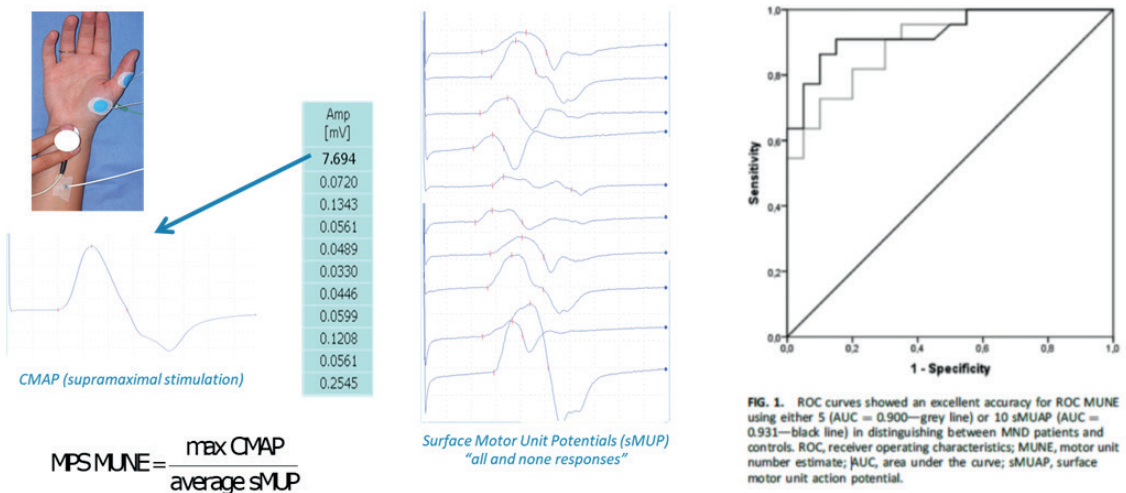 Amp
[mV]
7.694
0.0720
0.1343
0.0561
0.0489
0.0330
0.0446
0.0599
0.1208
0.0561
0.2545
CMAP (supramaximal stimulation)
MPS MUNE = max CMAP
average sMUP
Surface Motor Unit Potentials (sMUP)
"all and none responses"
Sensitivity
1,0
0,8
0,6
0,4
0,2
0,0
0,0 0,2 0,4 0,6 0,8 1,0
1 - Specificity
FIG. 1. ROC curves showed an excellent accuracy for ROC MUNE
using either 5 (AUC = 0.900—grey line) or 10 sMUAP (AUC =
0.931—black line) in distinguishing between MND patients and
controls. ROC, receiver operating characteristics; MUNE, motor unit
number estimate; |AUC, area under the curve; sMUAP, surface
motor unit action potential.